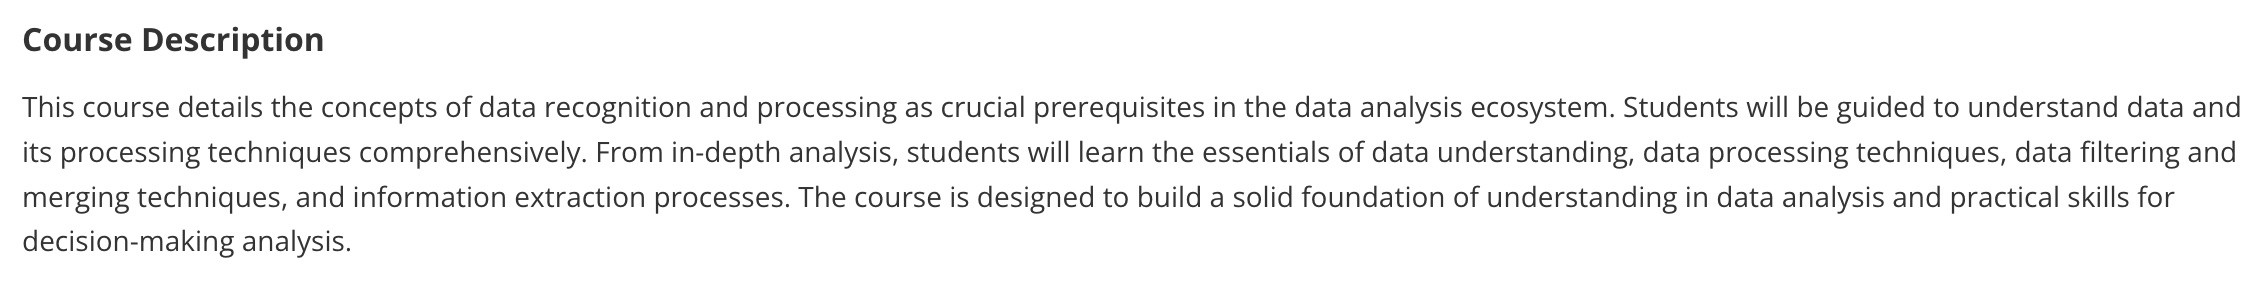 Course Description
This course details the concepts of data recognition and processing as crucial prerequisites in the data analysis ecosystem. Students will be guided to understand data and
its processing techniques comprehensively. From in-depth analysis, students will learn the essentials of data understanding, data processing techniques, data filtering and
merging techniques, and information extraction processes. The course is designed to build a solid foundation of understanding in data analysis and practical skills for
decision-making analysis.